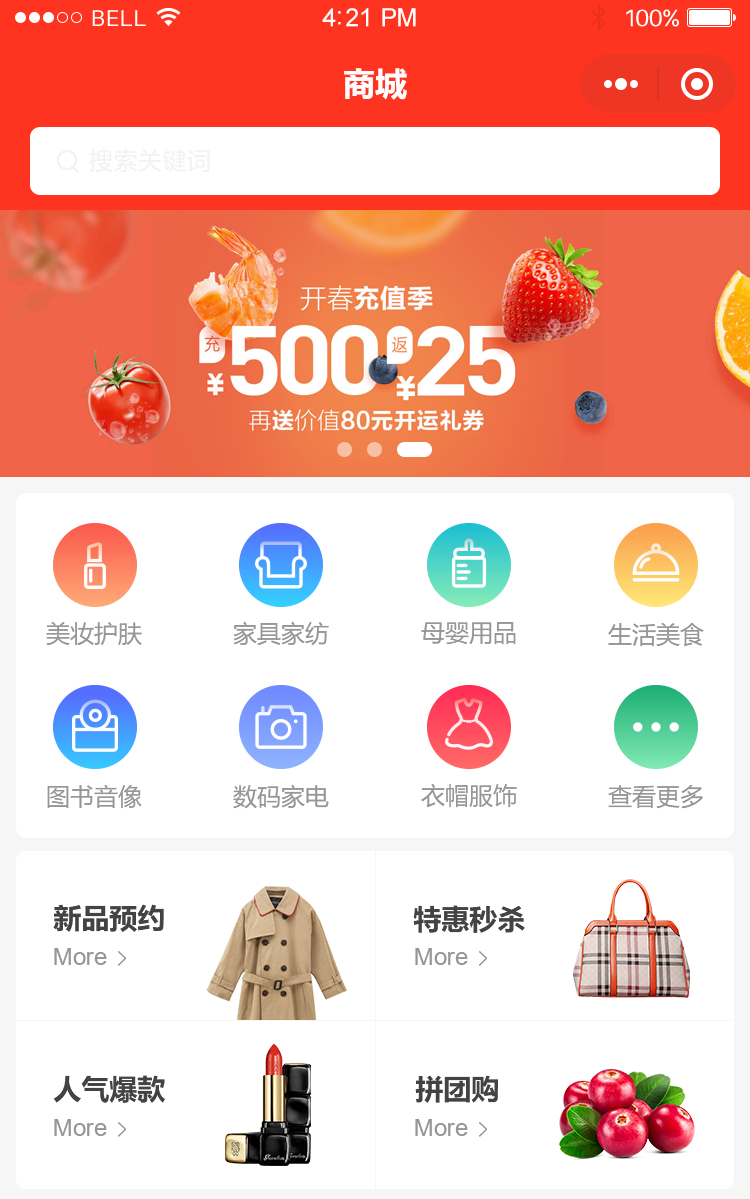 BELL 4:21 PM 100%
商城
搜索关键词
开春充值季
充¥500返¥25
再送价值80元开运礼券
美妆护肤 家具家纺 母婴用品 生活美食
图书音像 数码家电 衣帽服饰 查看更多
新品预约 特惠秒杀
More > More >
人气爆款 拼团购
More > More >